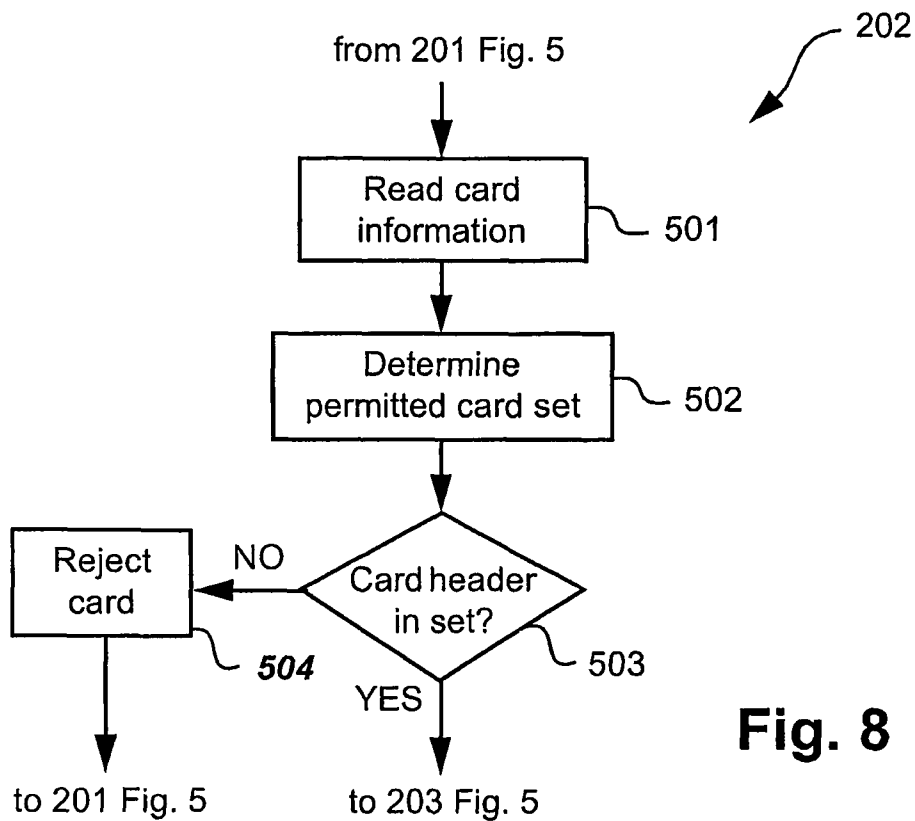 202
from 201 Fig. 5
Read card
information
501
Determine
permitted card set
502
Card header
in set?
503
NO
Reject
card
504
YES
Fig. 8
to 201 Fig. 5
to 203 Fig. 5